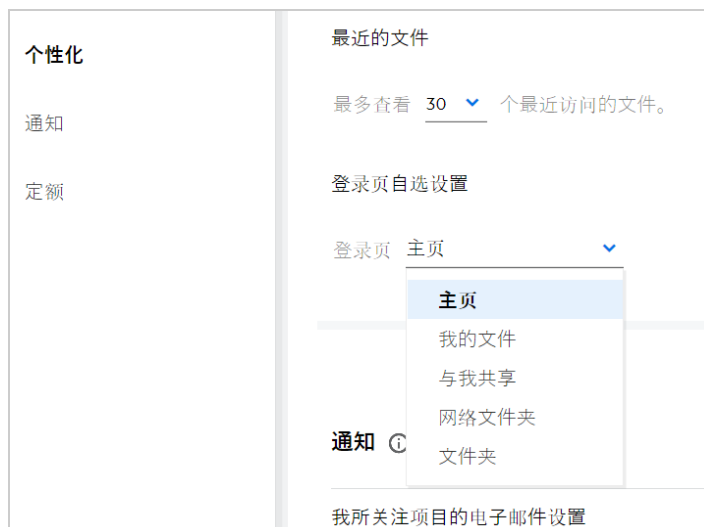 个性化
通知
定额
最近的文件
最多查看 30 个最近访问的文件。
登录页自选设置
登录页 主页
主页
我的文件
与我共享
网络文件夹
文件夹
通知
我所关注项目的电子邮件设置